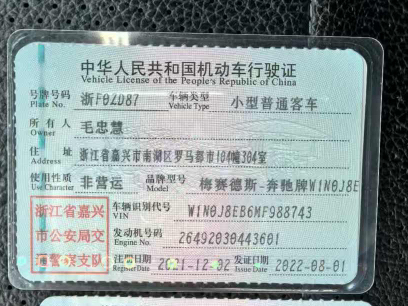 中华人民共和国机动车行驶证
Vehicle License of the People's Republic of China
号牌号码 浙F0ZD87 车辆类型 小型普通客车
Plate No. Vehicle Type
所有人 毛忠慧
Owner
住址 浙江省嘉兴市南湖区罗马都市104幢304室
Address
使用性质 非营运 品牌型号 梅赛德斯-奔驰牌W1N0J8E
Use Character Model
浙江省嘉兴
市公安局交
通警察支队
车辆识别代号 W1N0J8EB6MF988743
VIN
发动机号码 26492030443601
Engine No.
注册日期 2021-12-02 发证日期 2022-08-01
Register Date Issue Date